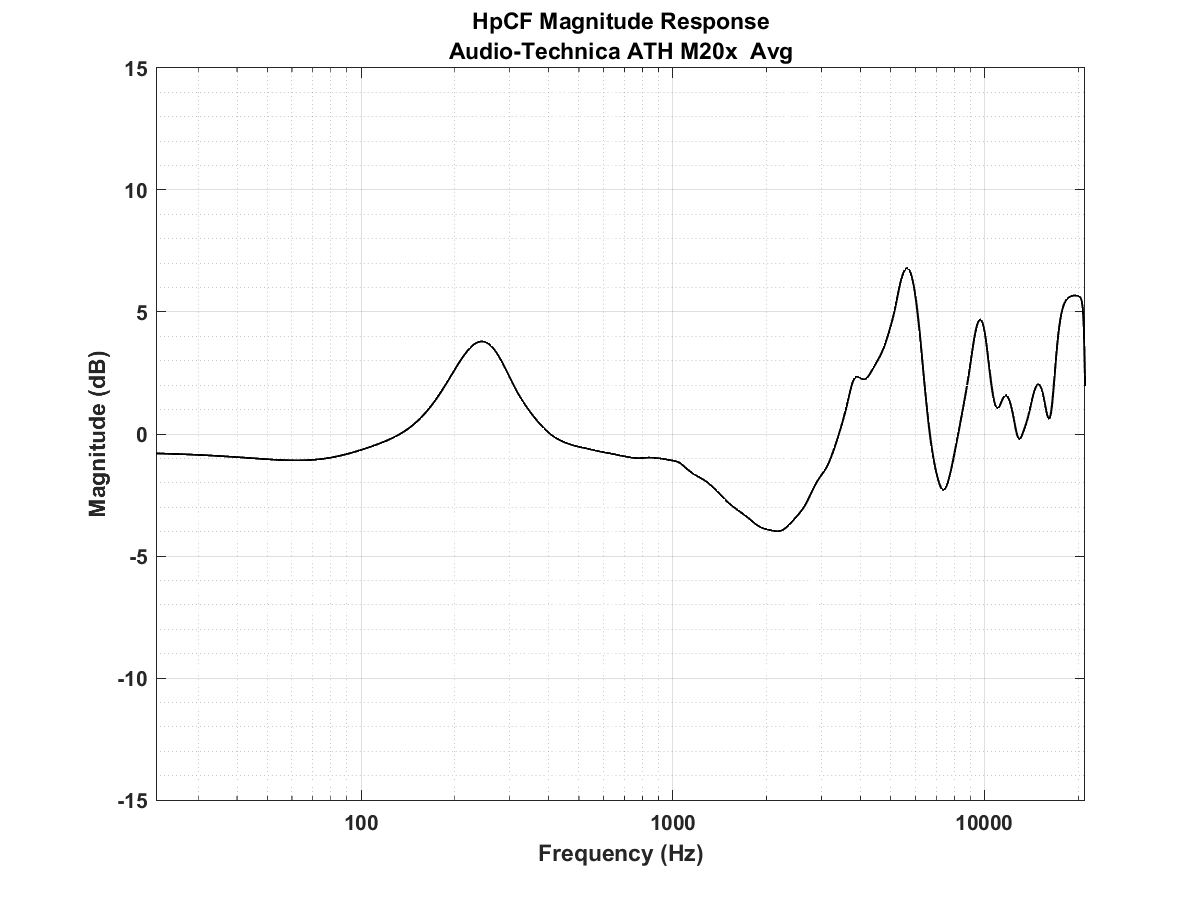 HpCF Magnitude Response
Audio-Technica ATH M20x  Avg
15
10
5
0
-5
-10
-15
Magnitude (dB)
100
1000
10000
Frequency (Hz)